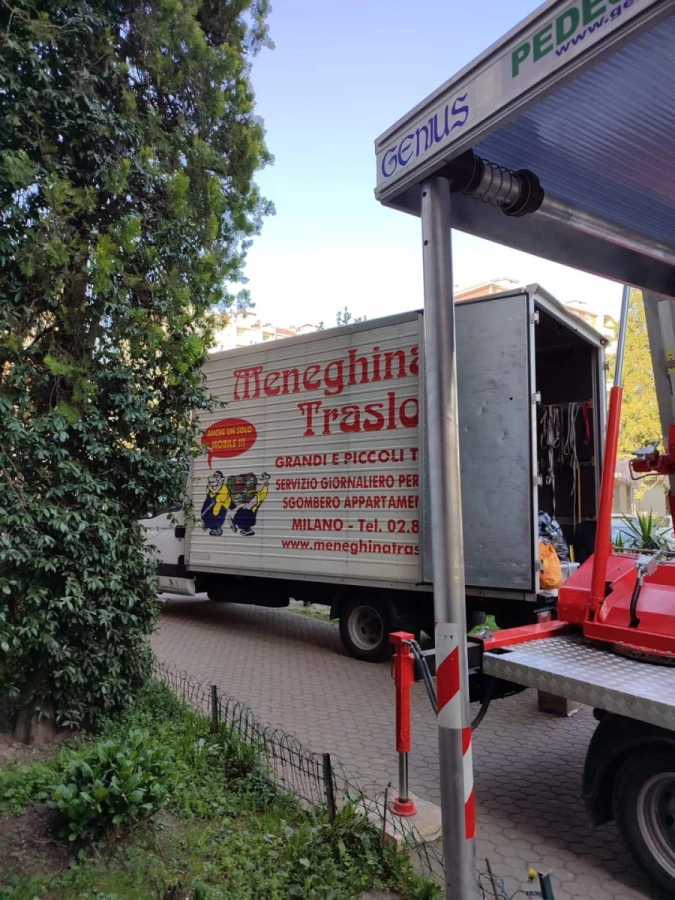 PEDES
www.ge
GENIUS
Meneghina
Traslo
ANCHE UN SOLO
MOBILE !!!
GRANDI E PICCOLI T
SERVIZIO GIORNALIERO PER
SGOMBERO APPARTAMEN
MILANO - Tel. 02.8
www.meneghinatras